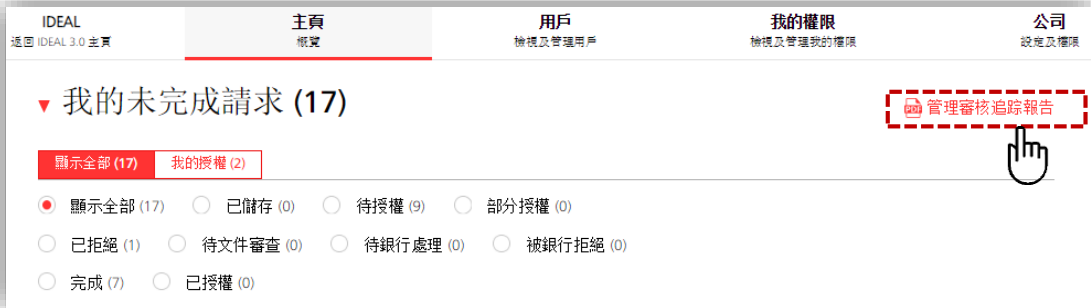 IDEAL 主頁 用戶 我的權限 公司
返回 IDEAL 3.0 主頁 概覽 檢視及管理用戶 檢視及管理我的權限 設定及權限
▼ 我的未完成請求 (17)
PDF 管理審核追踪報告
顯示全部 (17) 我的授權 (2)
顯示全部 (17) 已儲存 (0) 待授權 (9) 部分授權 (0)
已拒絕 (1) 待文件審查 (0) 待銀行處理 (0) 被銀行拒絕 (0)
完成 (7) 已授權 (0)